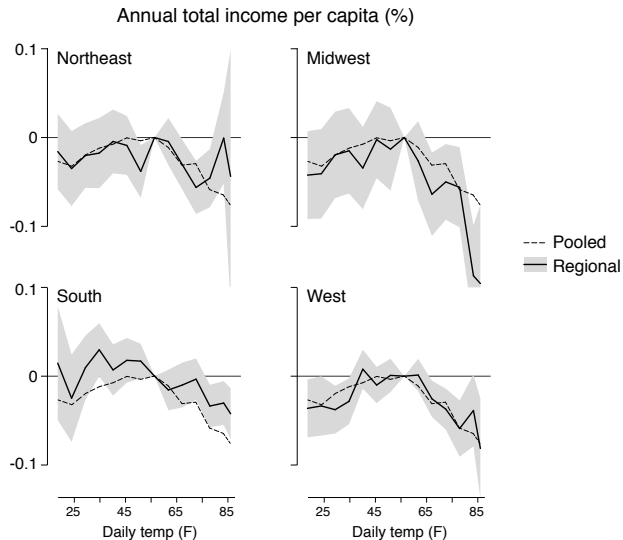 Annual total income per capita (%)
Northeast
Midwest
0.1
0
-0.1
Pooled
Regional
South
West
0.1
0
-0.1
25 45 65 85
25 45 65 85
Daily temp (F)
Daily temp (F)